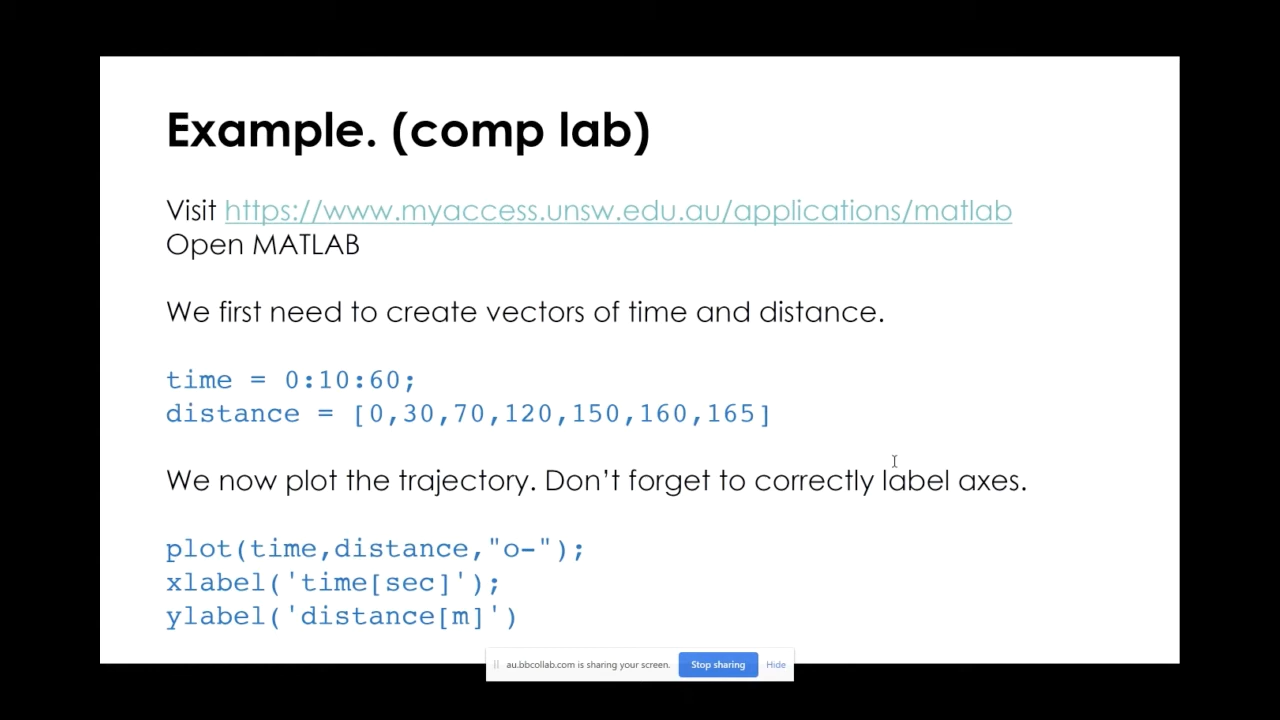 Example. (comp lab)
Visit https://www.myaccess.unsw.edu.au/applications/matlab
Open MATLAB
We first need to create vectors of time and distance.
time = 0:10:60;
distance = [0,30,70,120,150,160,165]
We now plot the trajectory. Don’t forget to correctly label axes.
plot(time,distance,"o-");
xlabel('time[sec]');
ylabel('distance[m]')
au.bbcollab.com is sharing your screen. Stop sharing Hide